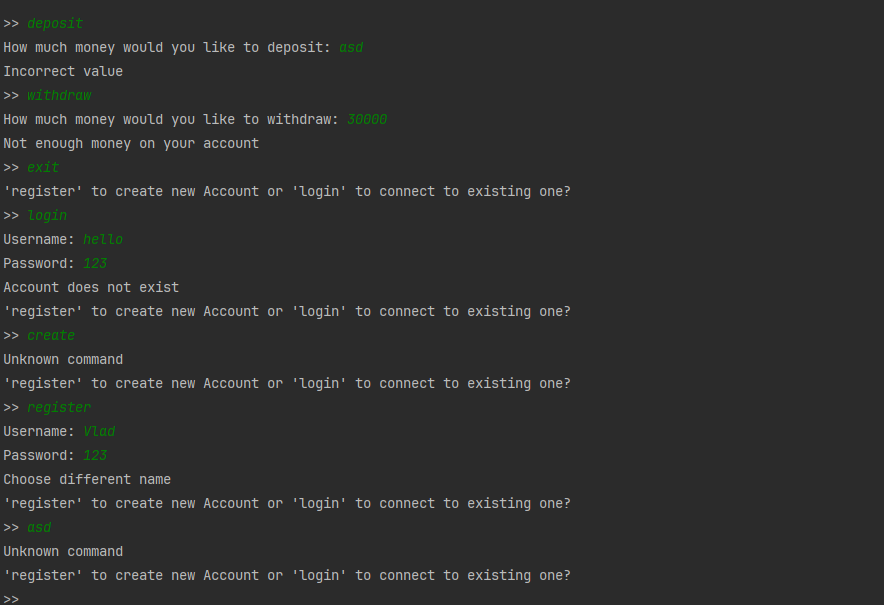 >> deposit
How much money would you like to deposit: asd
Incorrect value
>> withdraw
How much money would you like to withdraw: 30000
Not enough money on your account
>> exit
'register' to create new Account or 'login' to connect to existing one?
>> login
Username: hello
Password: 123
Account does not exist
'register' to create new Account or 'login' to connect to existing one?
>> create
Unknown command
'register' to create new Account or 'login' to connect to existing one?
>> register
Username: Vlad
Password: 123
Choose different name
'register' to create new Account or 'login' to connect to existing one?
>> asd
Unknown command
'register' to create new Account or 'login' to connect to existing one?
>>